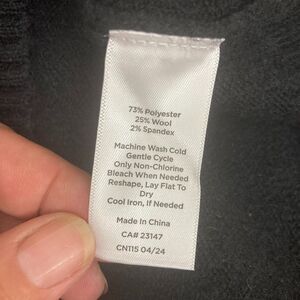 73% Polyester
25% Wool
2% Spandex
Machine Wash Cold
Gentle Cycle
Only Non-Chlorine
Bleach When Needed
Reshape, Lay Flat To
Dry
Cool Iron, If Needed
Made In China
CA# 23147
CN115 04/24